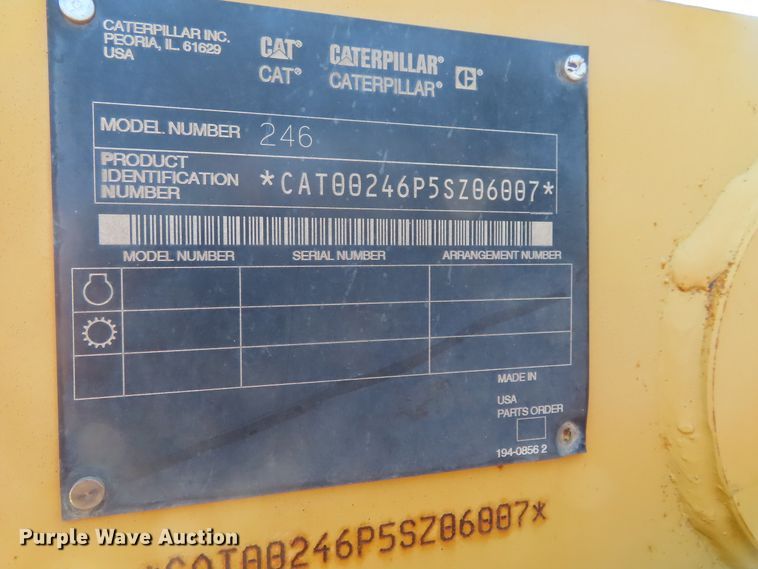 CATERPILLAR INC.
PEORIA, IL. 61629
USA
CAT® CATERPILLAR®
CAT® CATERPILLAR® C®
MODEL NUMBER 246
PRODUCT
IDENTIFICATION
NUMBER
*CAT00246P5SZ06007*
MODEL NUMBER SERIAL NUMBER ARRANGEMENT NUMBER
MADE IN
USA
PARTS ORDER
194-0856 2
*CAT00246P5SZ06007*
Purple Wave Auction